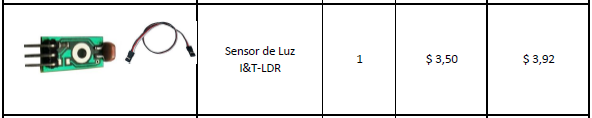 Sensor de Luz
I&T-LDR
1
$ 3,50
$ 3,92